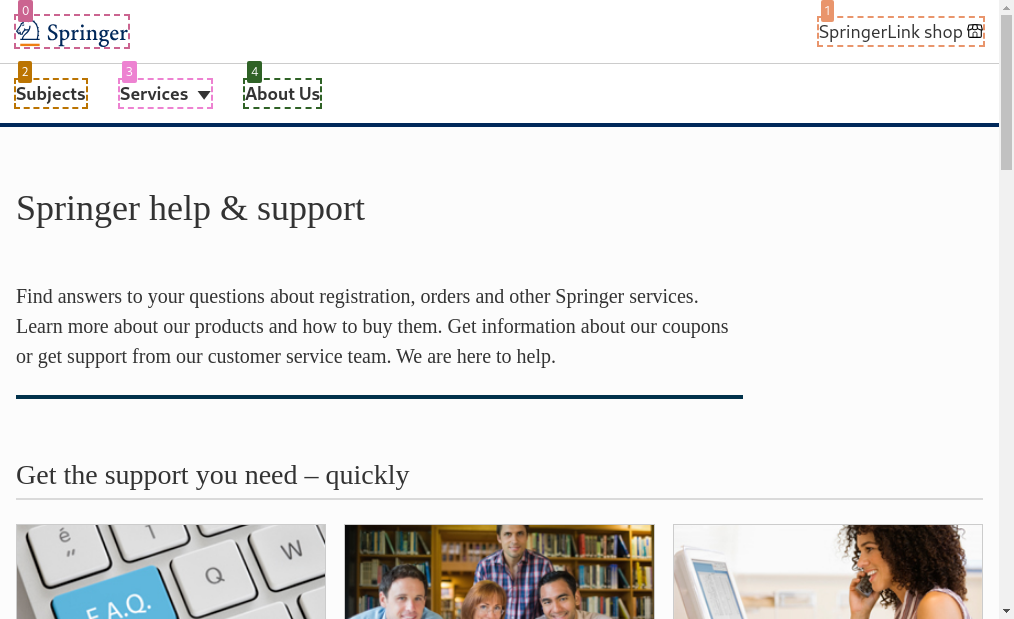 Springer
SpringerLink shop
Subjects
Services
About Us
Springer help & support
Find answers to your questions about registration, orders and other Springer services.
Learn more about our products and how to buy them. Get information about our coupons
or get support from our customer service team. We are here to help.
Get the support you need – quickly
é
"
1
Q
W
F.A.Q.
0
1
2
3
4